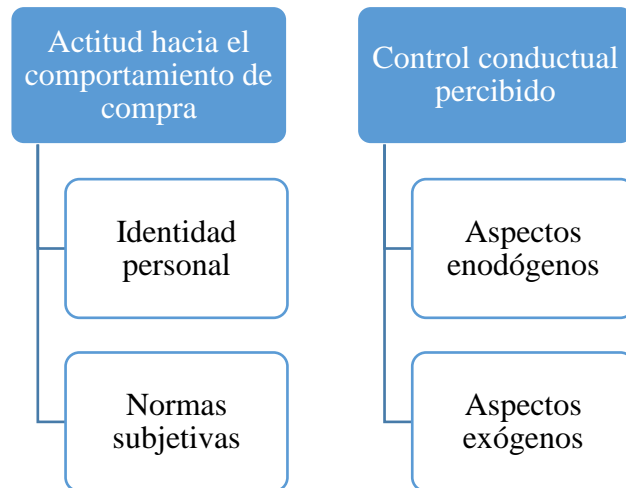 Actitud hacia el
comportamiento de
compra
Identidad
personal
Normas
subjetivas
Control conductual
percibido
Aspectos
enodógenos
Aspectos
exógenos